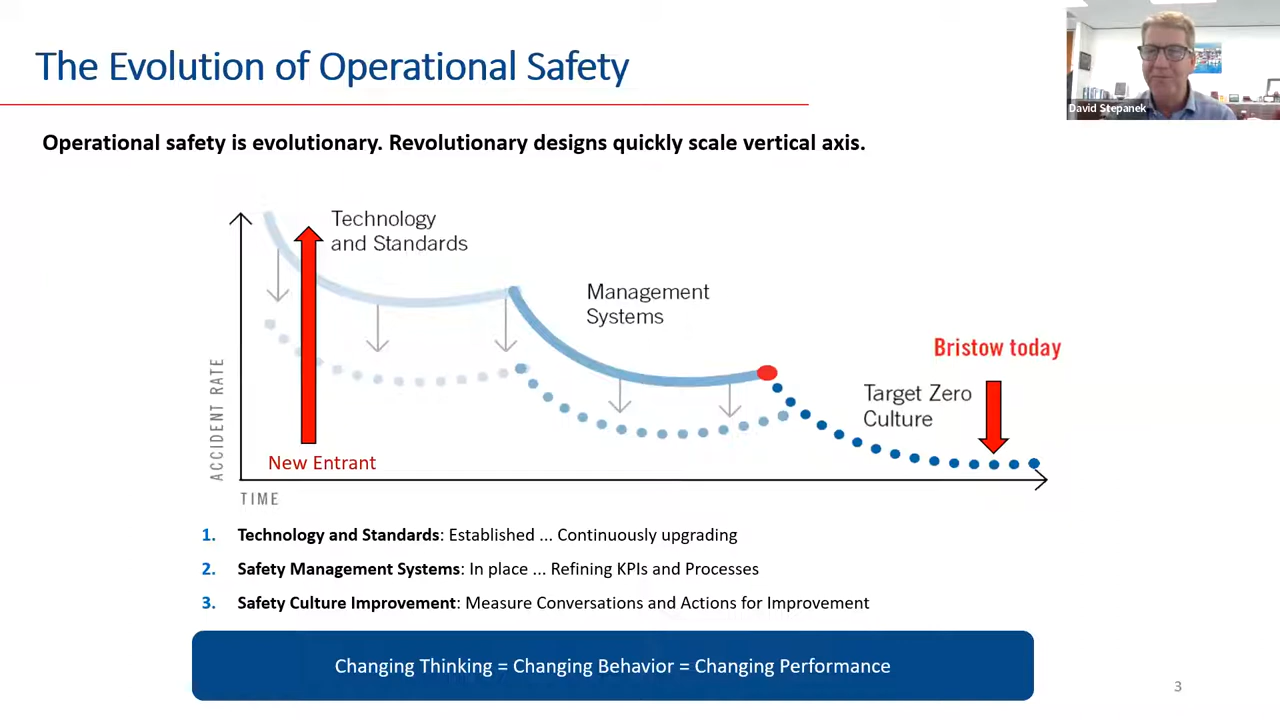 The Evolution of Operational Safety
David Stepanek
Operational safety is evolutionary. Revolutionary designs quickly scale vertical axis.
Technology
and Standards
Management
Systems
Bristow today
Target Zero
Culture
ACCIDENT RATE
New Entrant
TIME
1. Technology and Standards: Established ... Continuously upgrading
2. Safety Management Systems: In place ... Refining KPIs and Processes
3. Safety Culture Improvement: Measure Conversations and Actions for Improvement
Changing Thinking = Changing Behavior = Changing Performance
3